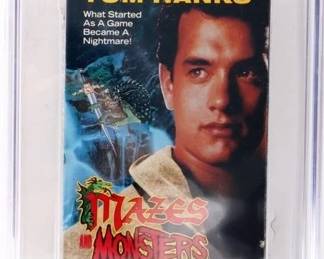 TOM HANKS
What Started
As A Game
Became A
Nightmare!
MAZES
AND
MONSTERS